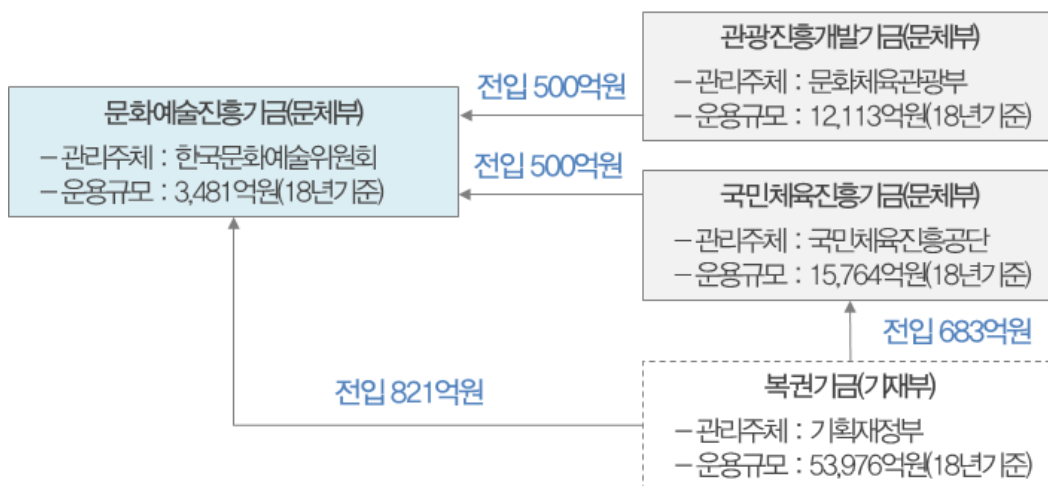 관광진흥개발기금(문체부)
– 관리주체 : 문화체육관광부
– 운용규모 : 12,113억원(18년기준)
전입 500억원
문화예술진흥기금(문체부)
– 관리주체 : 한국문화예술위원회
– 운용규모 : 3,481억원(18년기준)
전입 500억원
국민체육진흥기금(문체부)
– 관리주체 : 국민체육진흥공단
– 운용규모 : 15,764억원(18년기준)
전입 683억원
전입 821억원
복권기금(기재부)
– 관리주체 : 기획재정부
– 운용규모 : 53,976억원(18년기준)